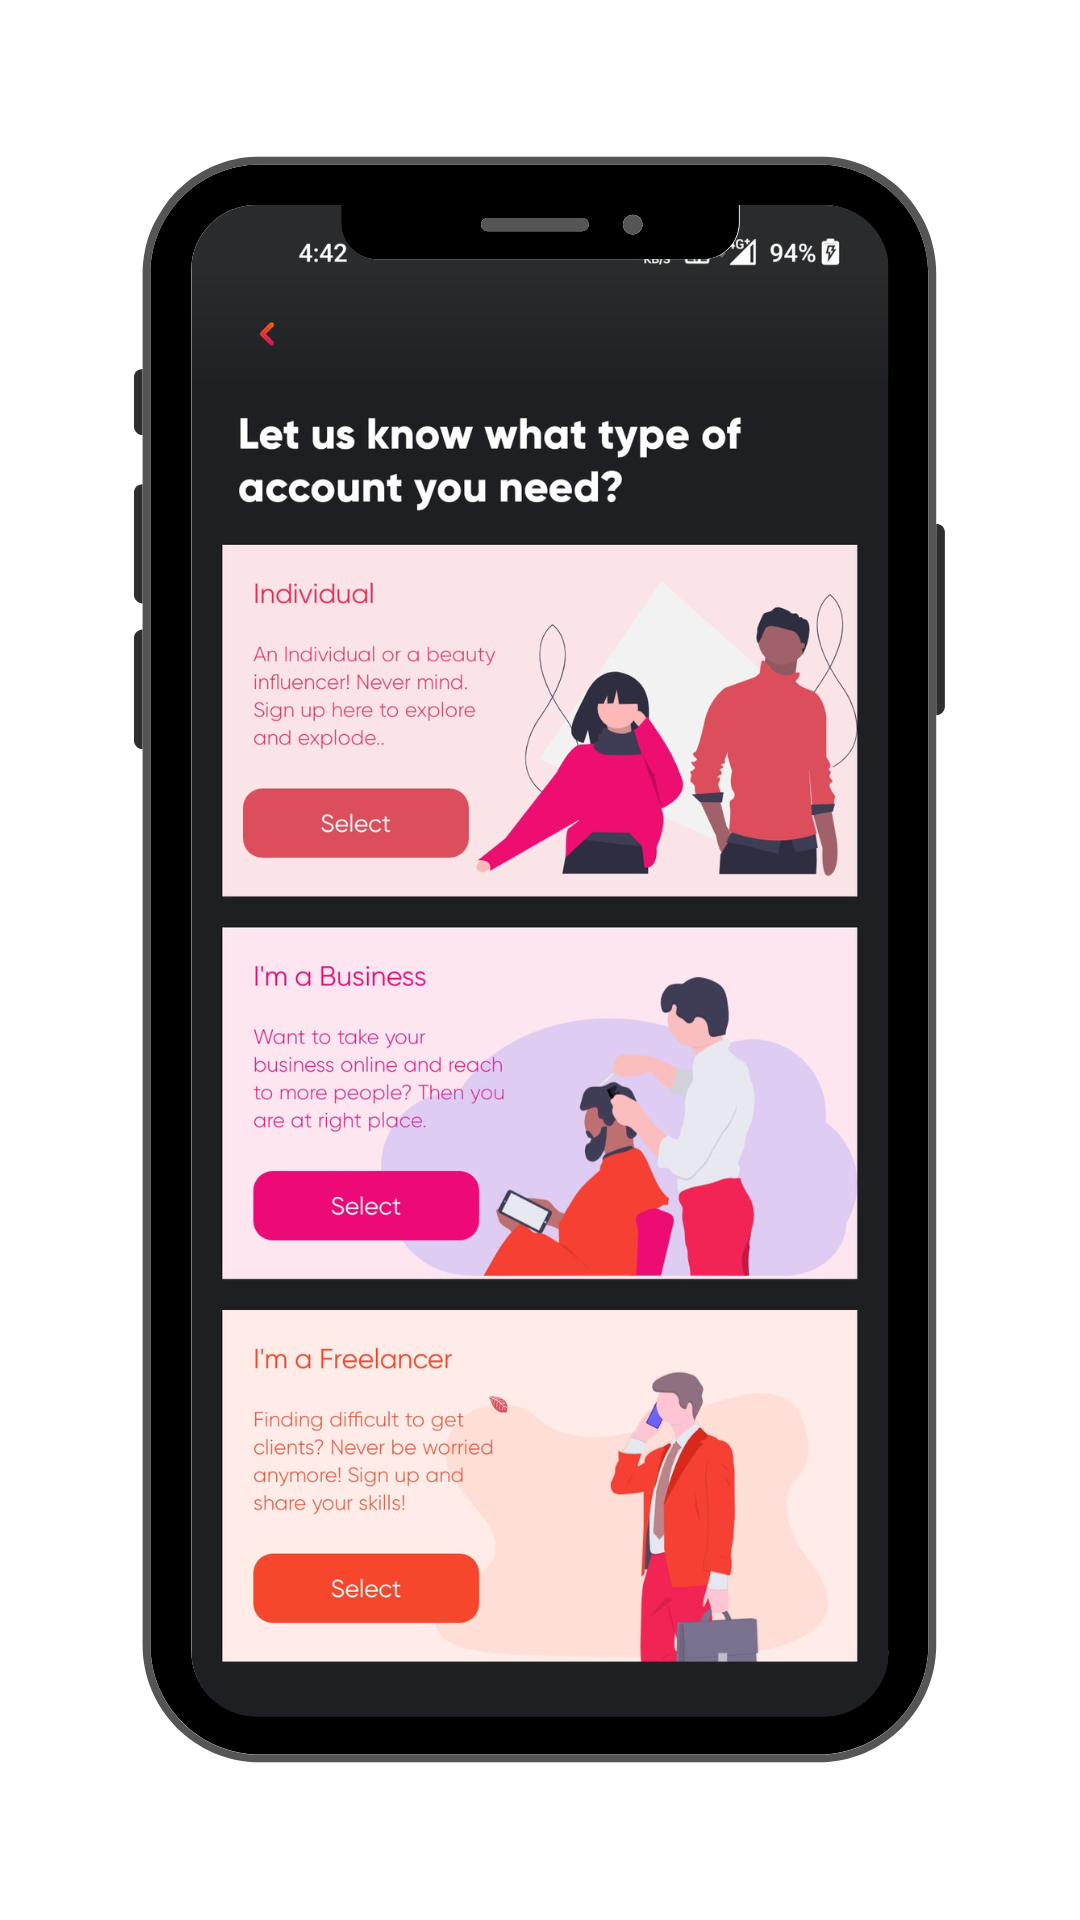 4:42
94%
Let us know what type of
account you need?
Individual
An Individual or a beauty
influencer! Never mind.
Sign up here to explore
and explode..
Select
I'm a Business
Want to take your
business online and reach
to more people? Then you
are at right place.
Select
I'm a Freelancer
Finding difficult to get
clients? Never be worried
anymore! Sign up and
share your skills!
Select